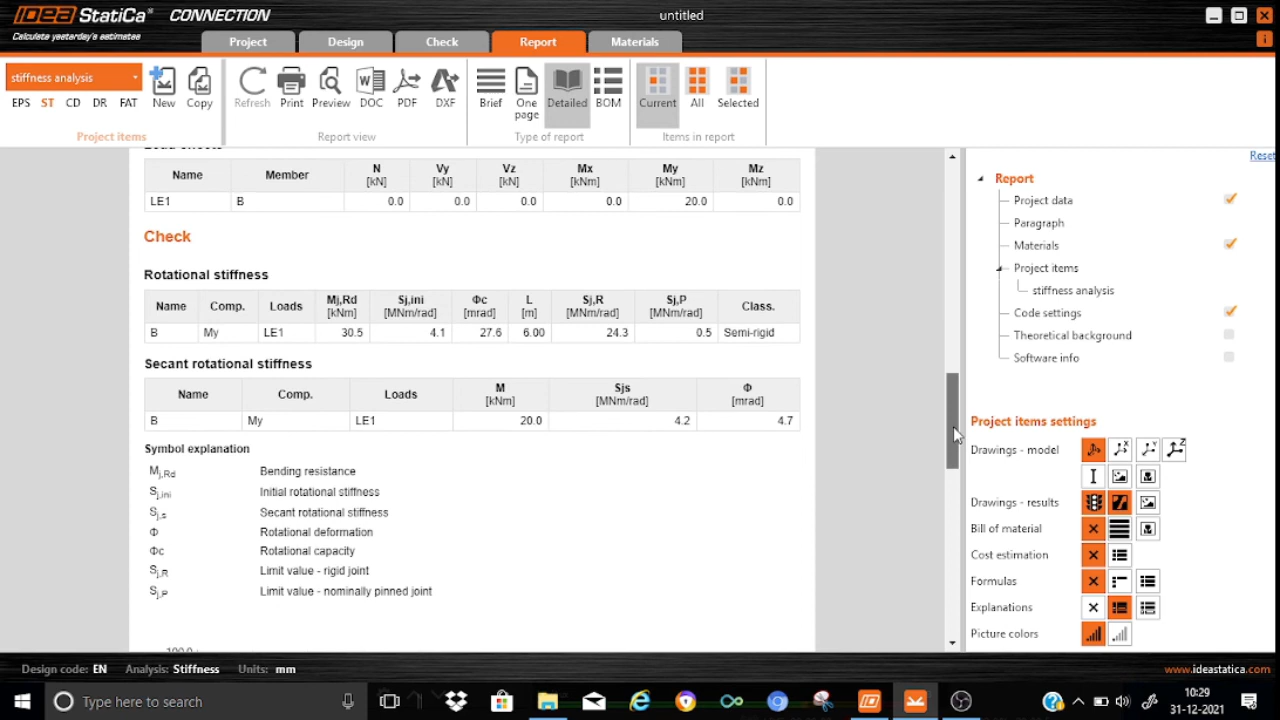 IDEA StatiCa® CONNECTION
Calculate yesterday's estimates
untitled
Project Design Check Report Materials
stiffness analysis
EPS ST CD DR FAT
New Copy
Project items
Refresh Print Preview DOC PDF DXF
Report view
Brief One page Detailed BOM
Type of report
Current All Selected
Items in report
Name Member N [kN] Vy [kN] Vz [kN] Mx [kNm] My [kNm] Mz [kNm]
LE1 B 0.0 0.0 0.0 0.0 20.0 0.0
Check
Rotational stiffness
Name Comp. Loads Mj,Rd [kNm] Sj,ini [MNm/rad] Φc [mrad] L [m] Sj,R [MNm/rad] Sj,P [MNm/rad] Class.
B My LE1 30.5 4.1 27.6 6.00 24.3 0.5 Semi-rigid
Secant rotational stiffness
Name Comp. Loads M [kNm] Sjs [MNm/rad] Φ [mrad]
B My LE1 20.0 4.2 4.7
Symbol explanation
Mj,Rd Bending resistance
Sj,ini Initial rotational stiffness
Sj,s Secant rotational stiffness
Φ Rotational deformation
Φc Rotational capacity
Sj,R Limit value - rigid joint
Sj,P Limit value - nominally pinned joint
Reset
Report
Project data
Paragraph
Materials
Project items
stiffness analysis
Code settings
Theoretical background
Software info
Project items settings
Drawings - model
Drawings - results
Bill of material
Cost estimation
Formulas
Explanations
Picture colors
Design code: EN Analysis: Stiffness Units: mm
www.ideastatica.com
Type here to search
10:29
31-12-2021